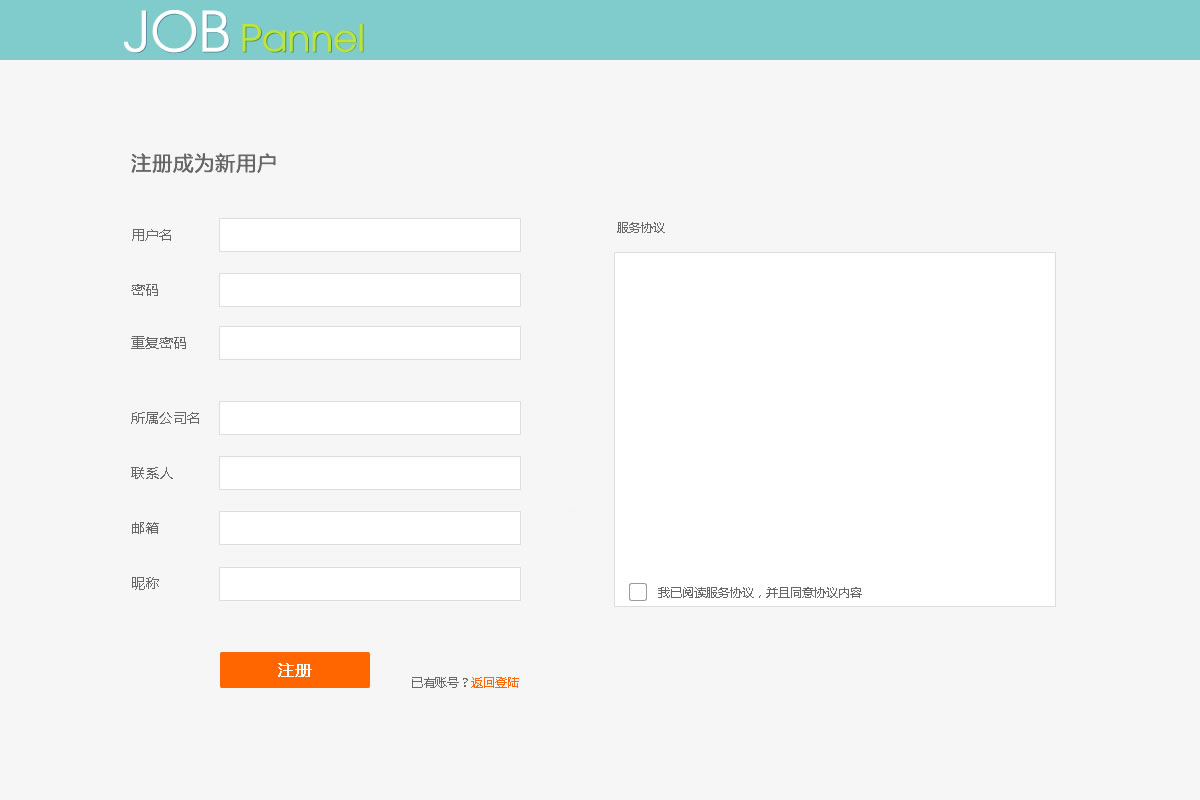 JOB Pannel
注册成为新用户
用户名
密码
重复密码
所属公司名
联系人
邮箱
昵称
注册
已有账号？返回登陆
服务协议
我已阅读服务协议，并且同意协议内容